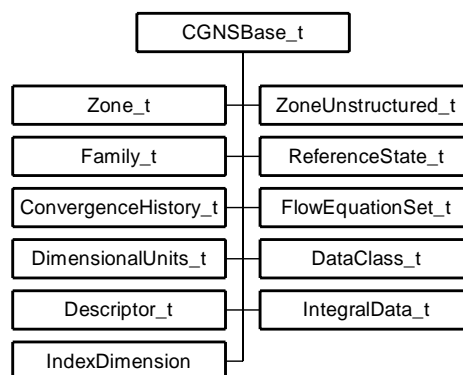 CGNSBase_t
Zone_t
ZoneUnstructured_t
Family_t
ReferenceState_t
ConvergenceHistory_t
FlowEquationSet_t
DimensionalUnits_t
DataClass_t
Descriptor_t
IntegralData_t
IndexDimension